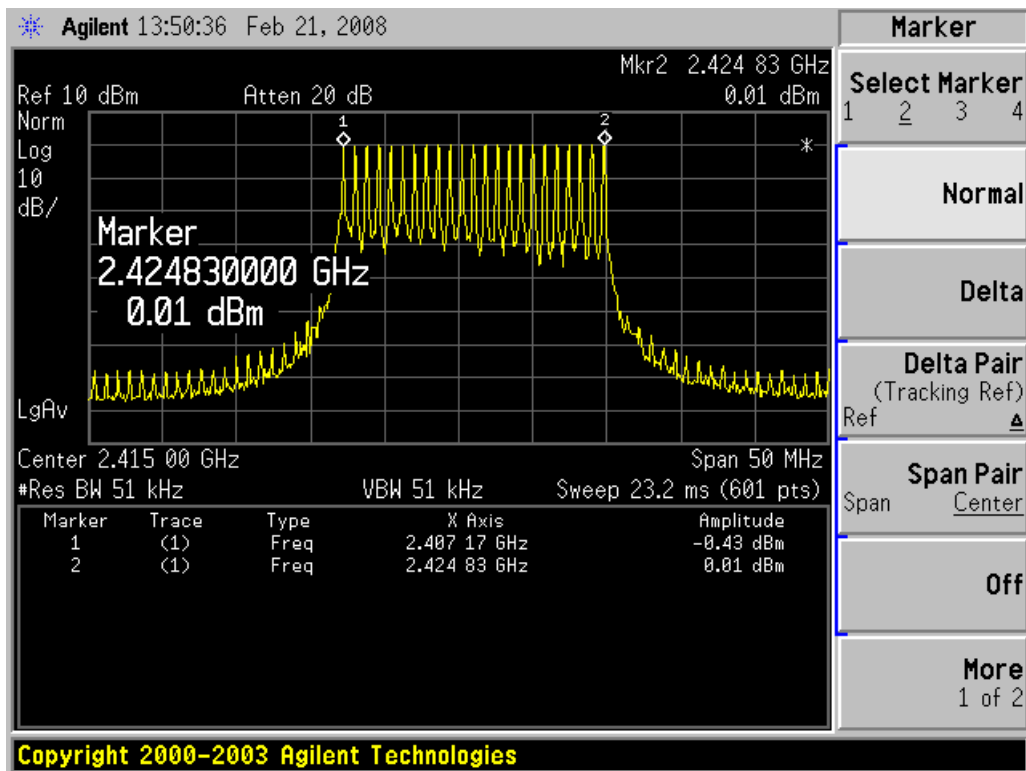 Agilent 13:50:36 Feb 21, 2008
Marker
Mkr2 2.424 83 GHz
Ref 10 dBm Atten 20 dB 0.01 dBm
Norm
Log
10
dB/
1 2
*
Marker
2.424830000 GHz
0.01 dBm
LgAv
Center 2.415 00 GHz Span 50 MHz
#Res BW 51 kHz VBW 51 kHz Sweep 23.2 ms (601 pts)
Marker Trace Type X Axis Amplitude
1 (1) Freq 2.407 17 GHz -0.43 dBm
2 (1) Freq 2.424 83 GHz 0.01 dBm
Select Marker
1 2 3 4
Normal
Delta
Delta Pair
(Tracking Ref)
Ref Δ
Span Pair
Span Center
Off
More
1 of 2
Copyright 2000-2003 Agilent Technologies